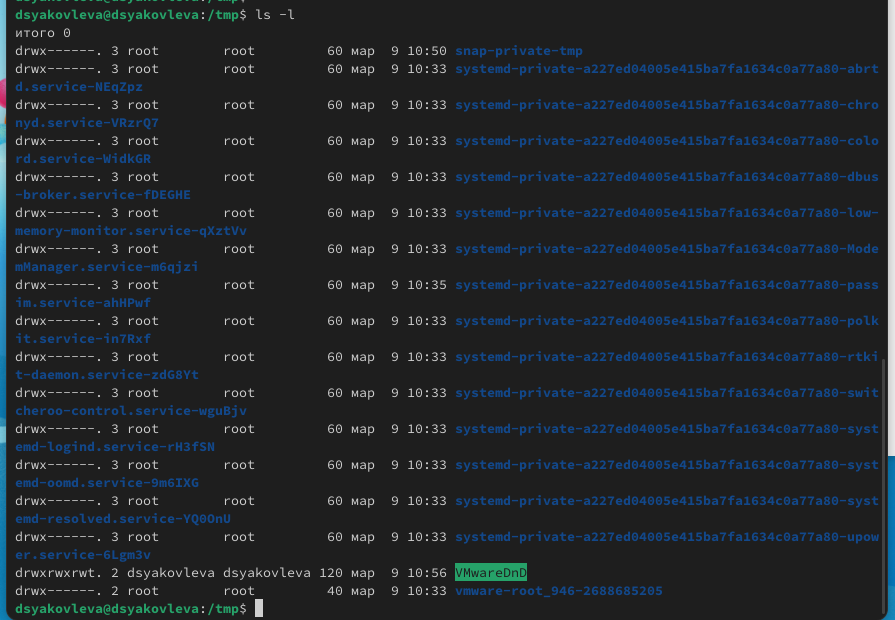 dsyakovleva@dsyakovleva:/tmp$ ls -l
итого 0
drwx------. 3 root        root         60 мар  9 10:50 snap-private-tmp
drwx------. 3 root        root         60 мар  9 10:33 systemd-private-a227ed04005e415ba7fa1634c0a77a80-abrt
d.service-NEqZpz
drwx------. 3 root        root         60 мар  9 10:33 systemd-private-a227ed04005e415ba7fa1634c0a77a80-chro
nyd.service-VRzrQ7
drwx------. 3 root        root         60 мар  9 10:33 systemd-private-a227ed04005e415ba7fa1634c0a77a80-colo
rd.service-WidkGR
drwx------. 3 root        root         60 мар  9 10:33 systemd-private-a227ed04005e415ba7fa1634c0a77a80-dbus
-broker.service-fDEGHE
drwx------. 3 root        root         60 мар  9 10:33 systemd-private-a227ed04005e415ba7fa1634c0a77a80-low-
memory-monitor.service-qXztVv
drwx------. 3 root        root         60 мар  9 10:33 systemd-private-a227ed04005e415ba7fa1634c0a77a80-Mode
mManager.service-m6qjzi
drwx------. 3 root        root         60 мар  9 10:35 systemd-private-a227ed04005e415ba7fa1634c0a77a80-pass
im.service-ahHPwf
drwx------. 3 root        root         60 мар  9 10:33 systemd-private-a227ed04005e415ba7fa1634c0a77a80-polk
it.service-in7Rxf
drwx------. 3 root        root         60 мар  9 10:33 systemd-private-a227ed04005e415ba7fa1634c0a77a80-rtki
t-daemon.service-zdG8Yt
drwx------. 3 root        root         60 мар  9 10:33 systemd-private-a227ed04005e415ba7fa1634c0a77a80-swit
cheroo-control.service-wguBjv
drwx------. 3 root        root         60 мар  9 10:33 systemd-private-a227ed04005e415ba7fa1634c0a77a80-syst
emd-logind.service-rH3fSN
drwx------. 3 root        root         60 мар  9 10:33 systemd-private-a227ed04005e415ba7fa1634c0a77a80-syst
emd-oomd.service-9m6IXG
drwx------. 3 root        root         60 мар  9 10:33 systemd-private-a227ed04005e415ba7fa1634c0a77a80-syst
emd-resolved.service-YQ0OnU
drwx------. 3 root        root         60 мар  9 10:33 systemd-private-a227ed04005e415ba7fa1634c0a77a80-upow
er.service-6Lgm3v
drwxrwxrwt. 2 dsyakovleva dsyakovleva 120 мар  9 10:56 VMwareDnD
drwx------. 2 root        root         40 мар  9 10:33 vmware-root_946-2688685205
dsyakovleva@dsyakovleva:/tmp$